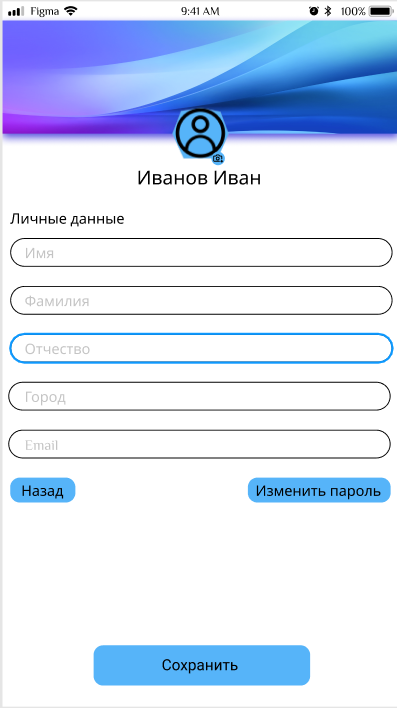 Figma 9:41 AM 100%
Иванов Иван
Личные данные
Имя
Фамилия
Отчество
Город
Email
Назад Изменить пароль
Сохранить